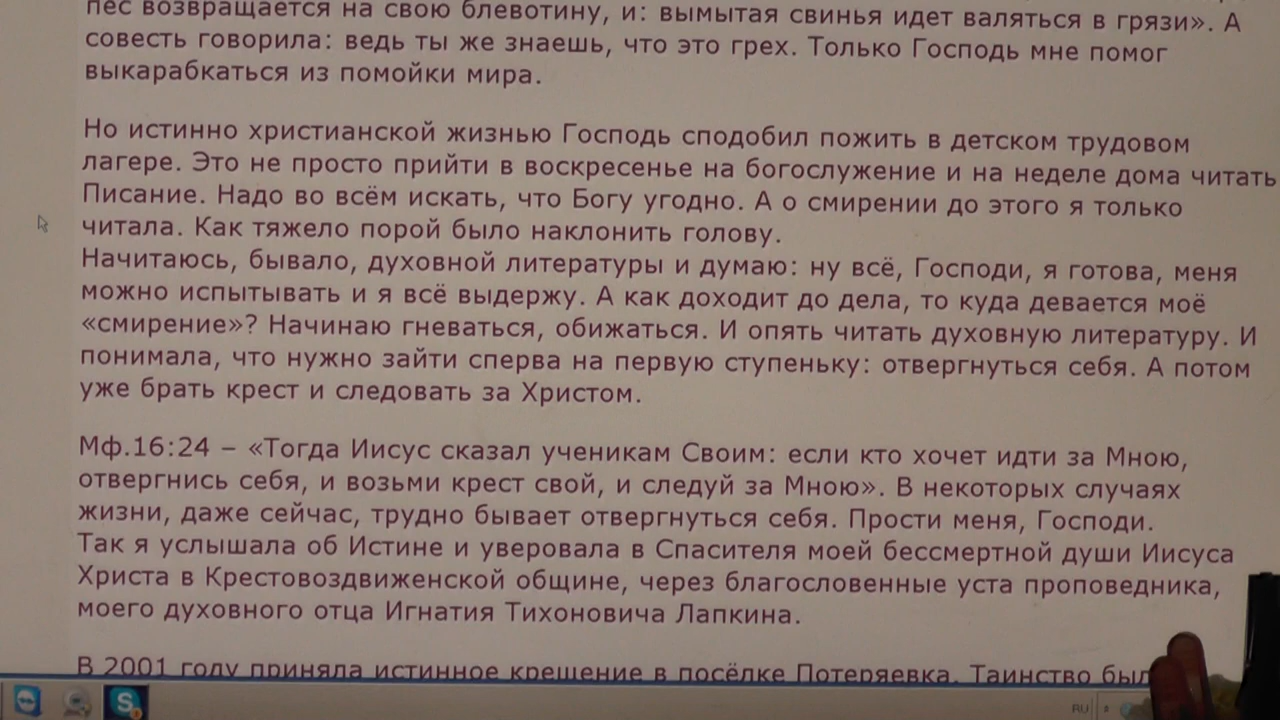 пёс возвращается на свою блевотину, и: вымытая свинья идет валяться в грязи». А
совесть говорила: ведь ты же знаешь, что это грех. Только Господь мне помог
выкарабкаться из помойки мира.
Но истинно христианской жизнью Господь сподобил пожить в детском трудовом
лагере. Это не просто прийти в воскресенье на богослужение и на неделе дома читать
Писание. Надо во всём искать, что Богу угодно. А о смирении до этого я только
читала. Как тяжело порой было наклонить голову.
Начитаюсь, бывало, духовной литературы и думаю: ну всё, Господи, я готова, меня
можно испытывать и я всё выдержу. А как доходит до дела, то куда девается моё
«смирение»? Начинаю гневаться, обижаться. И опять читать духовную литературу. И
понимала, что нужно зайти сперва на первую ступеньку: отвергнуться себя. А потом
уже брать крест и следовать за Христом.
Мф.16:24 – «Тогда Иисус сказал ученикам Своим: если кто хочет идти за Мною,
отвергнись себя, и возьми крест свой, и следуй за Мною». В некоторых случаях
жизни, даже сейчас, трудно бывает отвергнуться себя. Прости меня, Господи.
Так я услышала об Истине и уверовала в Спасителя моей бессмертной души Иисуса
Христа в Крестовоздвиженской общине, через благословенные уста проповедника,
моего духовного отца Игнатия Тихоновича Лапкина.
В 2001 году приняла истинное крещение в посёлке Потеряевка. Таинство был
RU